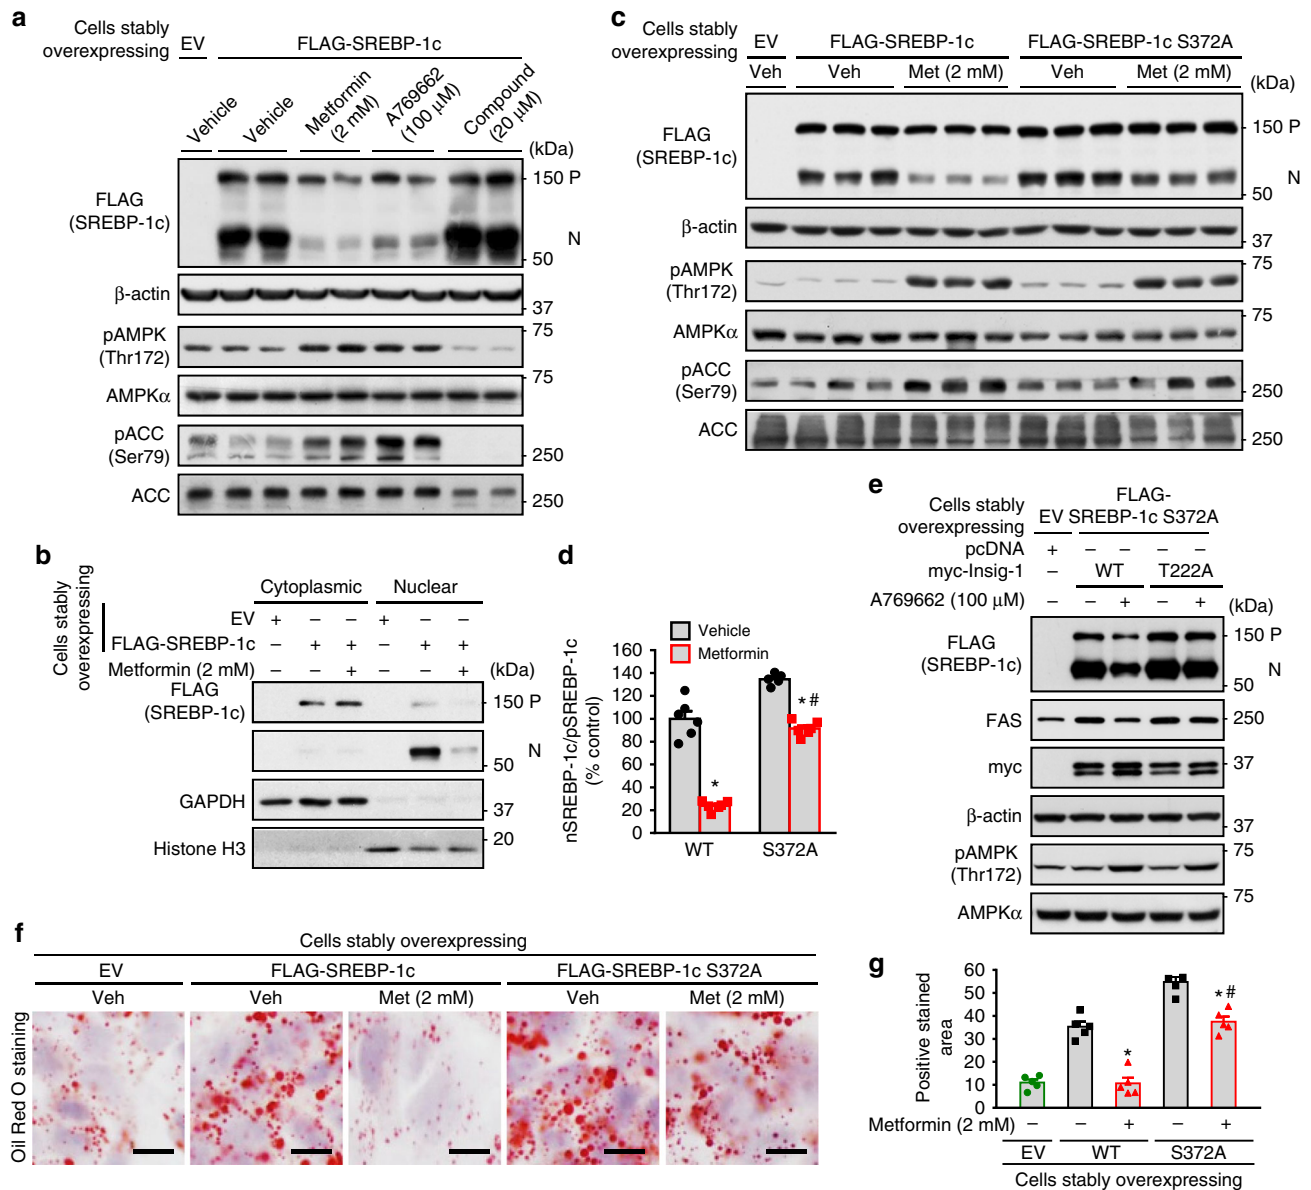 a
Cells stably
overexpressing
EV
FLAG-SREBP-1c
Vehicle
Vehicle
Metformin
(2 mM)
A769662
(100 μM)
Compound
(20 μM)
(kDa)
FLAG
(SREBP-1c)
150 P
N
50
β-actin
37
pAMPK
(Thr172)
75
AMPKα
75
pACC
(Ser79)
250
ACC
250
b
Cells stably
overexpressing
Cytoplasmic
Nuclear
EV + – – + – –
FLAG-SREBP-1c – + + – + +
Metformin (2 mM) – – + – – +
(kDa)
FLAG
(SREBP-1c)
150 P
50 N
GAPDH
37
Histone H3
20
c
Cells stably
overexpressing
EV
FLAG-SREBP-1c
FLAG-SREBP-1c S372A
Veh
Veh
Met (2 mM)
Veh
Met (2 mM)
(kDa)
FLAG
(SREBP-1c)
150 P
N
50
β-actin
37
pAMPK
(Thr172)
75
AMPKα
75
pACC
(Ser79)
250
ACC
250
d
nSREBP-1c/pSREBP-1c
(% control)
Vehicle
Metformin
160
140
120
100
80
60
40
20
0
*
* #
WT
S372A
e
Cells stably
overexpressing
EV
FLAG-
SREBP-1c S372A
pcDNA + – – – –
myc-Insig-1 – WT T222A
A769662 (100 μM) – – + – +
(kDa)
FLAG
(SREBP-1c)
150 P
N
50
FAS
250
myc
37
β-actin
37
pAMPK
(Thr172)
75
AMPKα
75
f
Cells stably overexpressing
EV
FLAG-SREBP-1c
FLAG-SREBP-1c S372A
Veh
Veh
Met (2 mM)
Veh
Met (2 mM)
Oil Red O staining
g
Positive stained
area
60
50
40
30
20
10
0
*
* #
Metformin (2 mM) – – + – +
EV
WT
S372A
Cells stably overexpressing